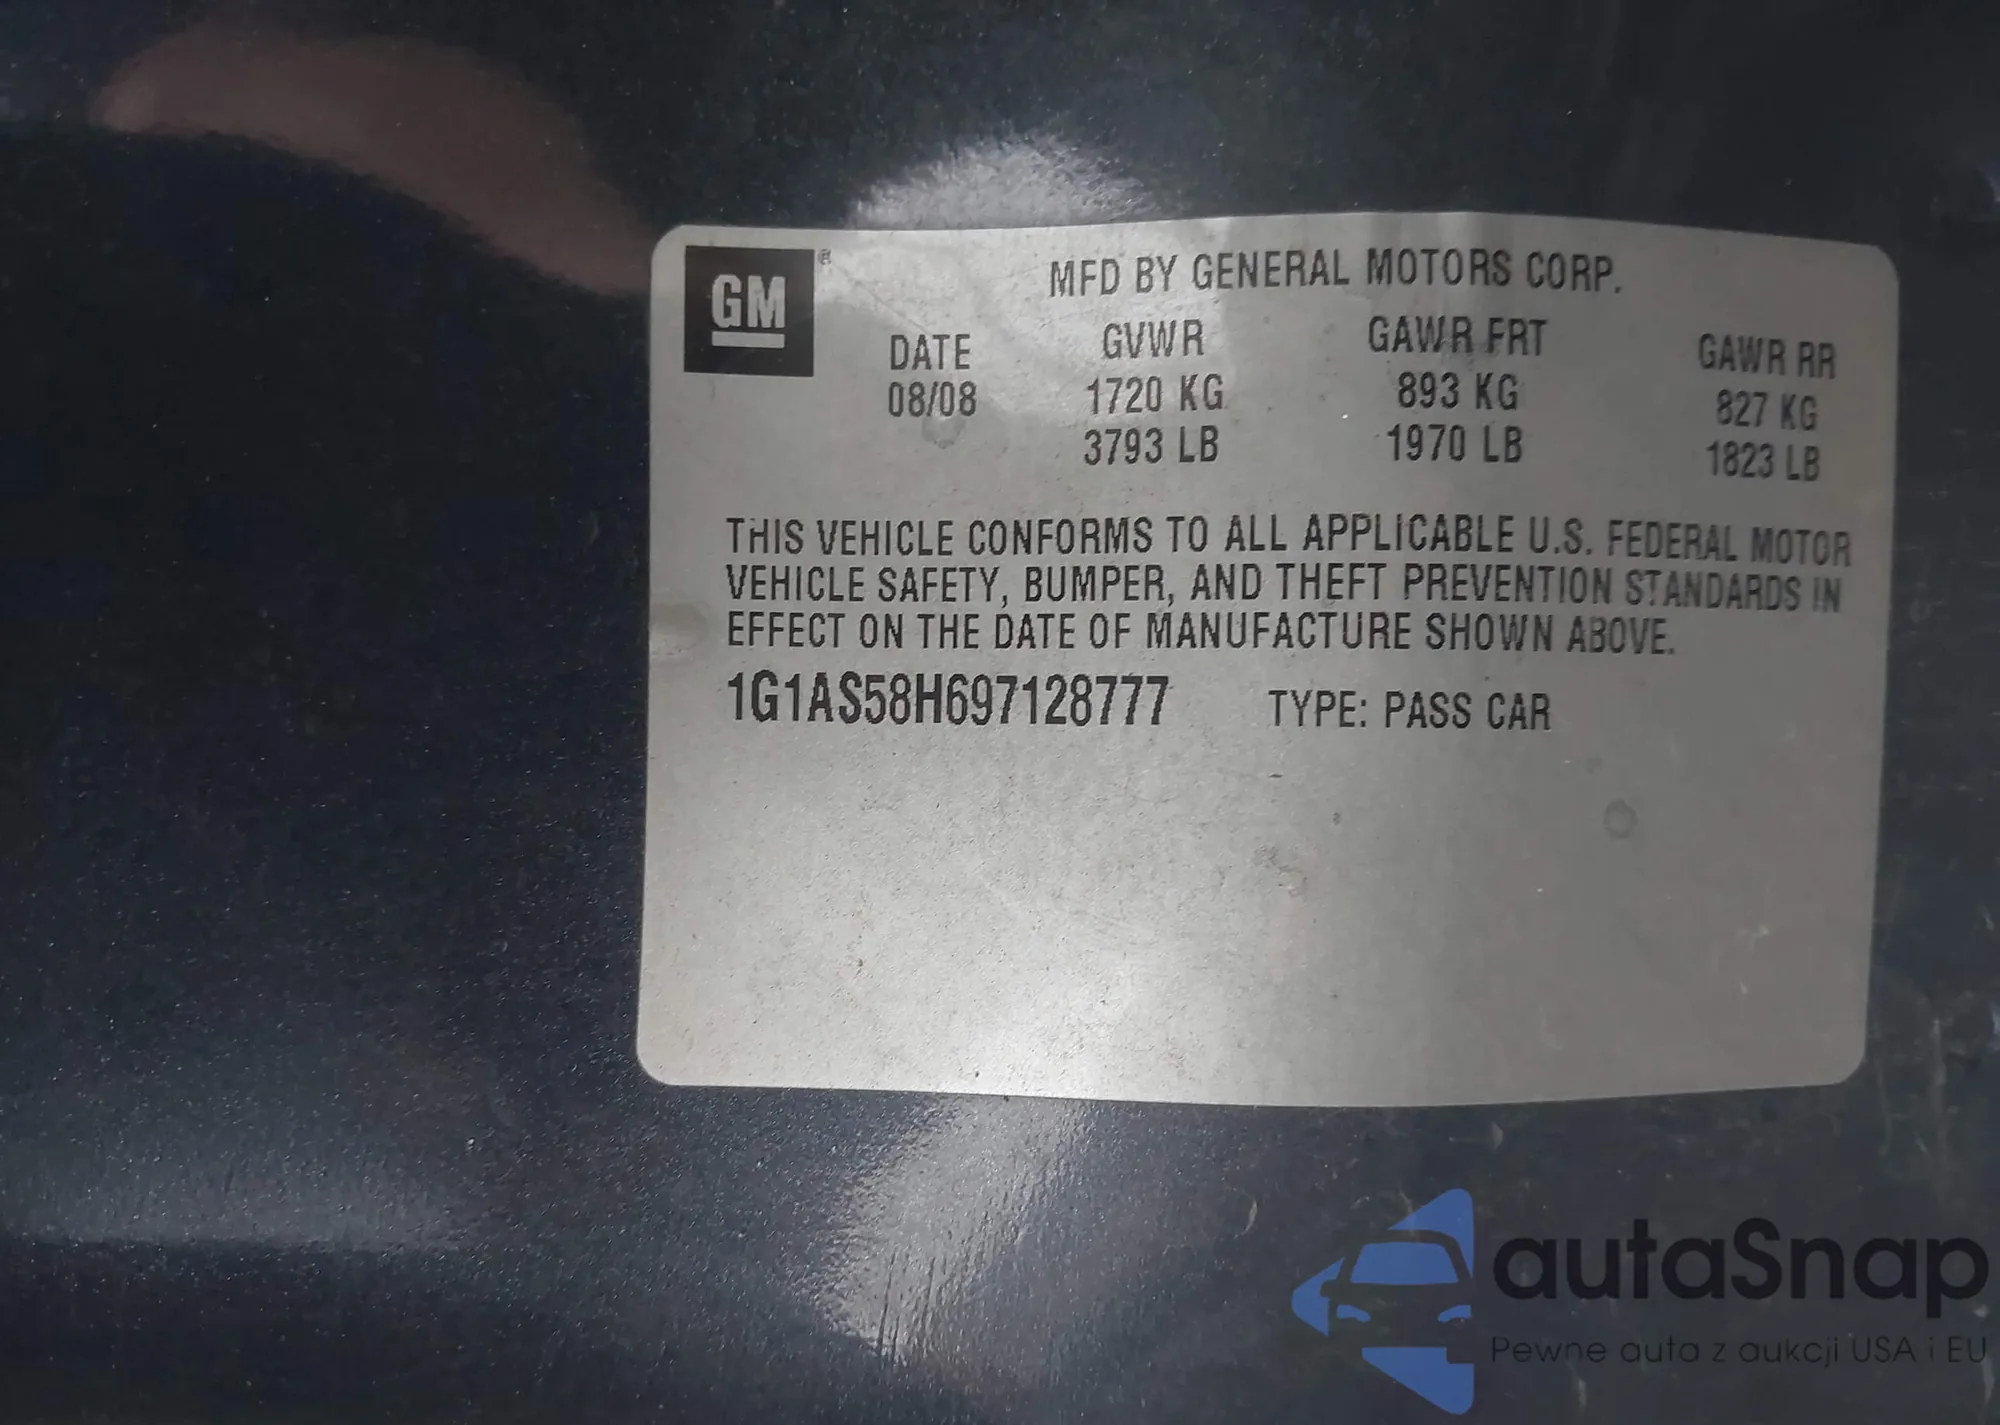 GM ®
MFD BY GENERAL MOTORS CORP.
DATE GVWR GAWR FRT GAWR RR
08/08 1720 KG 893 KG 827 KG
3793 LB 1970 LB 1823 LB
THIS VEHICLE CONFORMS TO ALL APPLICABLE U.S. FEDERAL MOTOR
VEHICLE SAFETY, BUMPER, AND THEFT PREVENTION STANDARDS IN
EFFECT ON THE DATE OF MANUFACTURE SHOWN ABOVE.
1G1AS58H697128777 TYPE: PASS CAR
autaSnap
Pewne auta z aukcji USA i EU